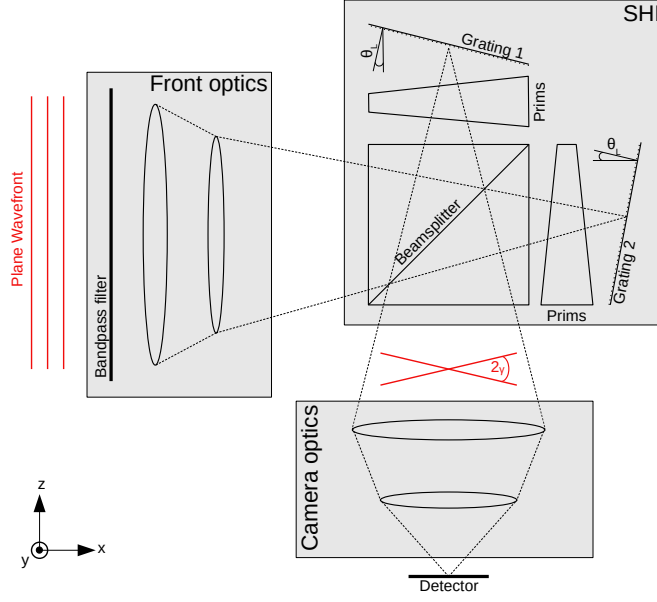 SHI
Grating 1
θL
Front optics
Prims
θL
Plane Wavefront
Bandpass filter
Beamsplitter
Grating 2
Prims
2γ
Camera optics
z
x
y
Detector